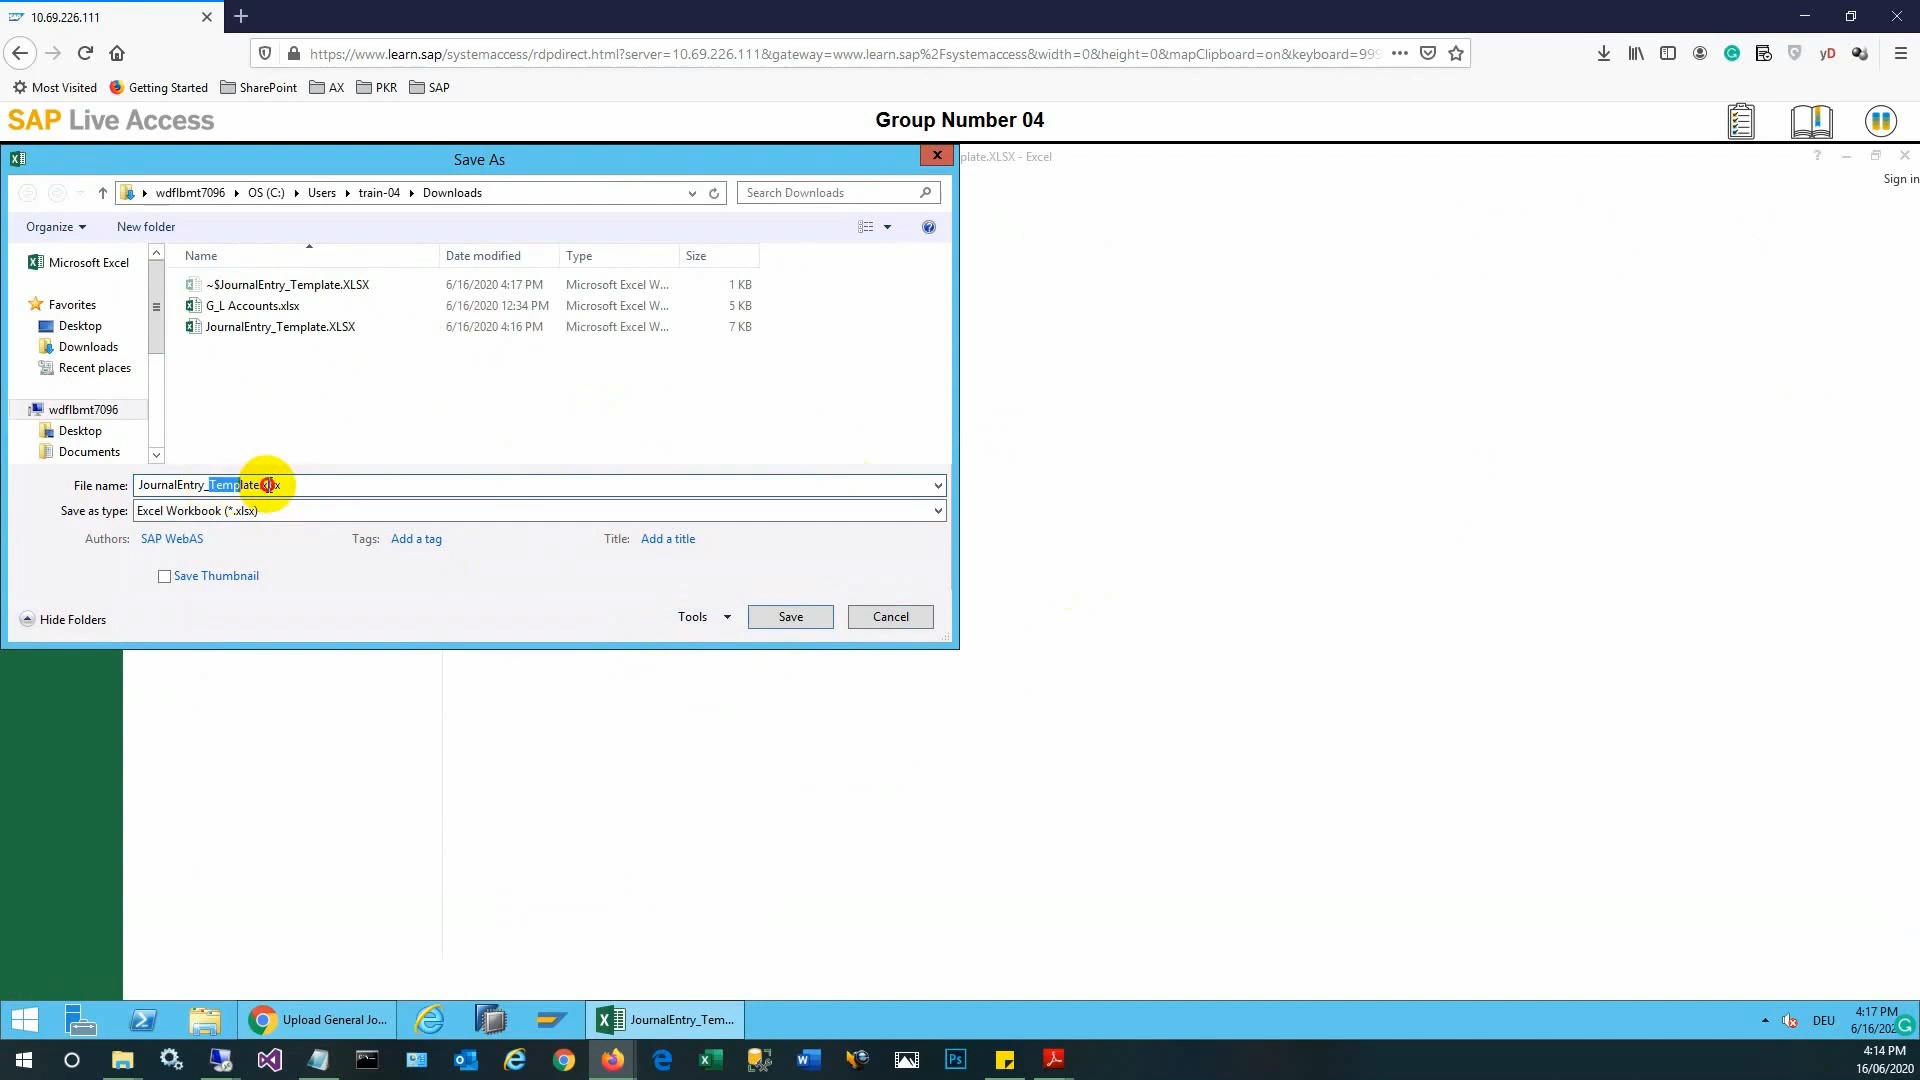 10.69.226.111
https://www.learn.sap/systemaccess/rdpdirect.html?server=10.69.226.111&gateway=www.learn.sap%2Fsystemaccess&width=0&height=0&mapClipboard=on&keyboard=999
yD
Most Visited Getting Started SharePoint AX PKR SAP
SAP Live Access
Group Number 04
Save As
plate.XLSX - Excel
Sign in
wdflbmt7096 OS (C:) Users train-04 Downloads
Search Downloads
Organize New folder
Name Date modified Type Size
Microsoft Excel
~$JournalEntry_Template.XLSX 6/16/2020 4:17 PM Microsoft Excel W... 1 KB
Favorites
G_L Accounts.xlsx 6/16/2020 12:34 PM Microsoft Excel W... 5 KB
Desktop
JournalEntry_Template.XLSX 6/16/2020 4:16 PM Microsoft Excel W... 7 KB
Downloads
Recent places
wdflbmt7096
Desktop
Documents
File name: JournalEntry_Template.xlsx
Save as type: Excel Workbook (*.xlsx)
Authors: SAP WebAS Tags: Add a tag Title: Add a title
Save Thumbnail
Hide Folders
Tools Save Cancel
Upload General Jo...
JournalEntry_Tem...
DEU
4:17 PM
6/16/202
4:14 PM
16/06/2020